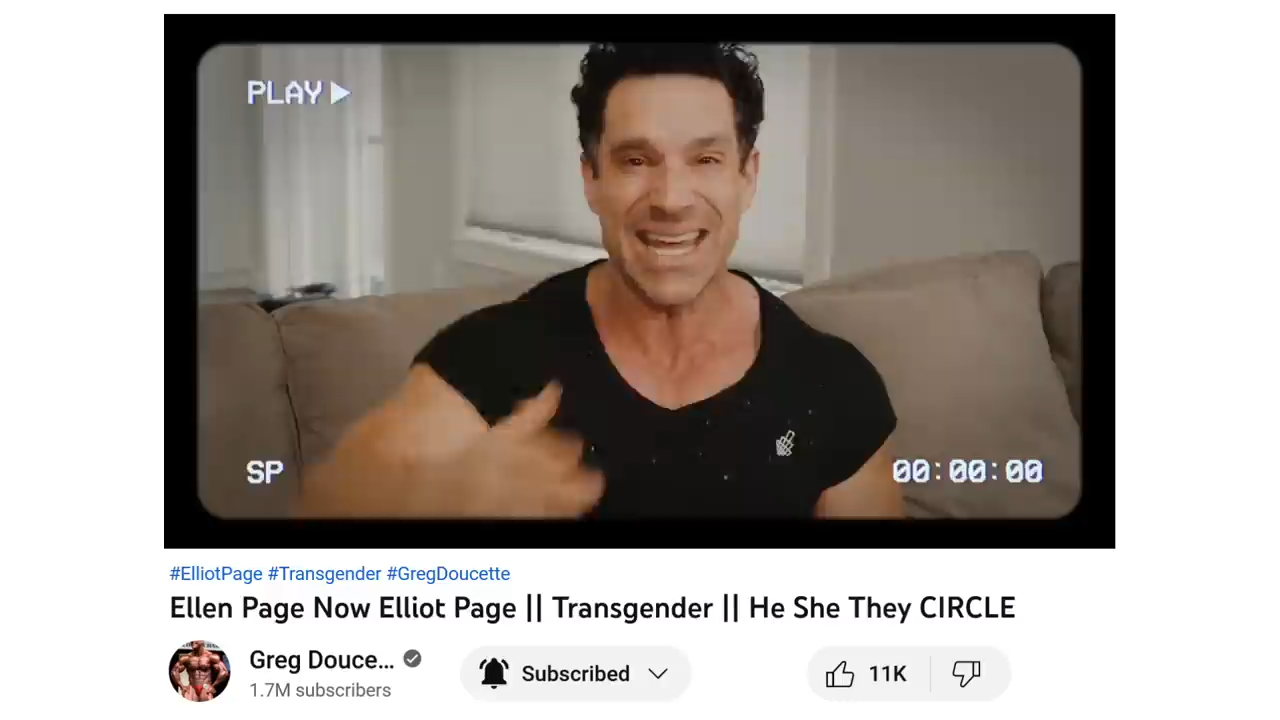 PLAY
SP
00:00:00
#ElliotPage #Transgender #GregDoucette
Ellen Page Now Elliot Page || Transgender || He She They CIRCLE
Greg Douce...
Subscribed
11K
1.7M subscribers